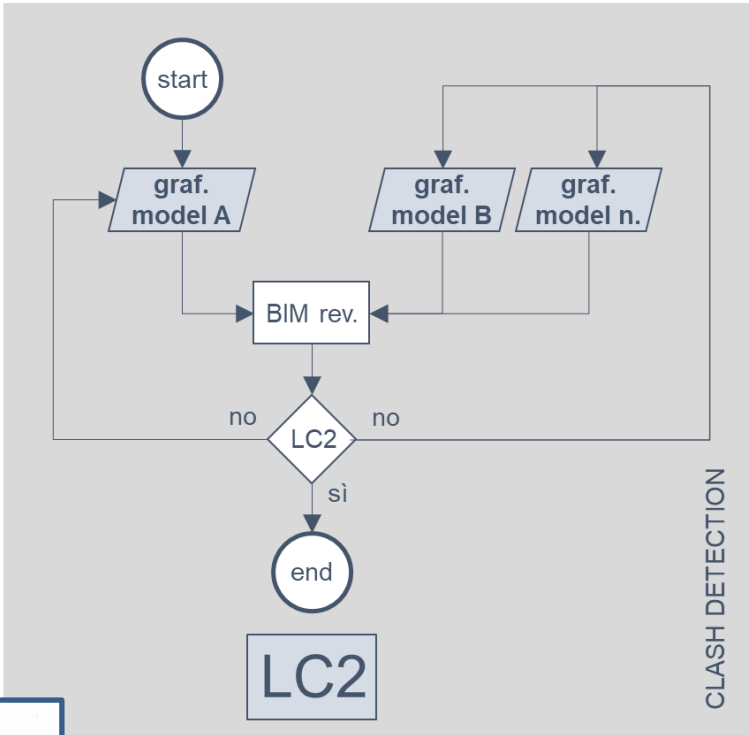 start
graf.
model A
graf.
model B
graf.
model n.
BIM rev.
no
no
LC2
sì
end
LC2
CLASH DETECTION